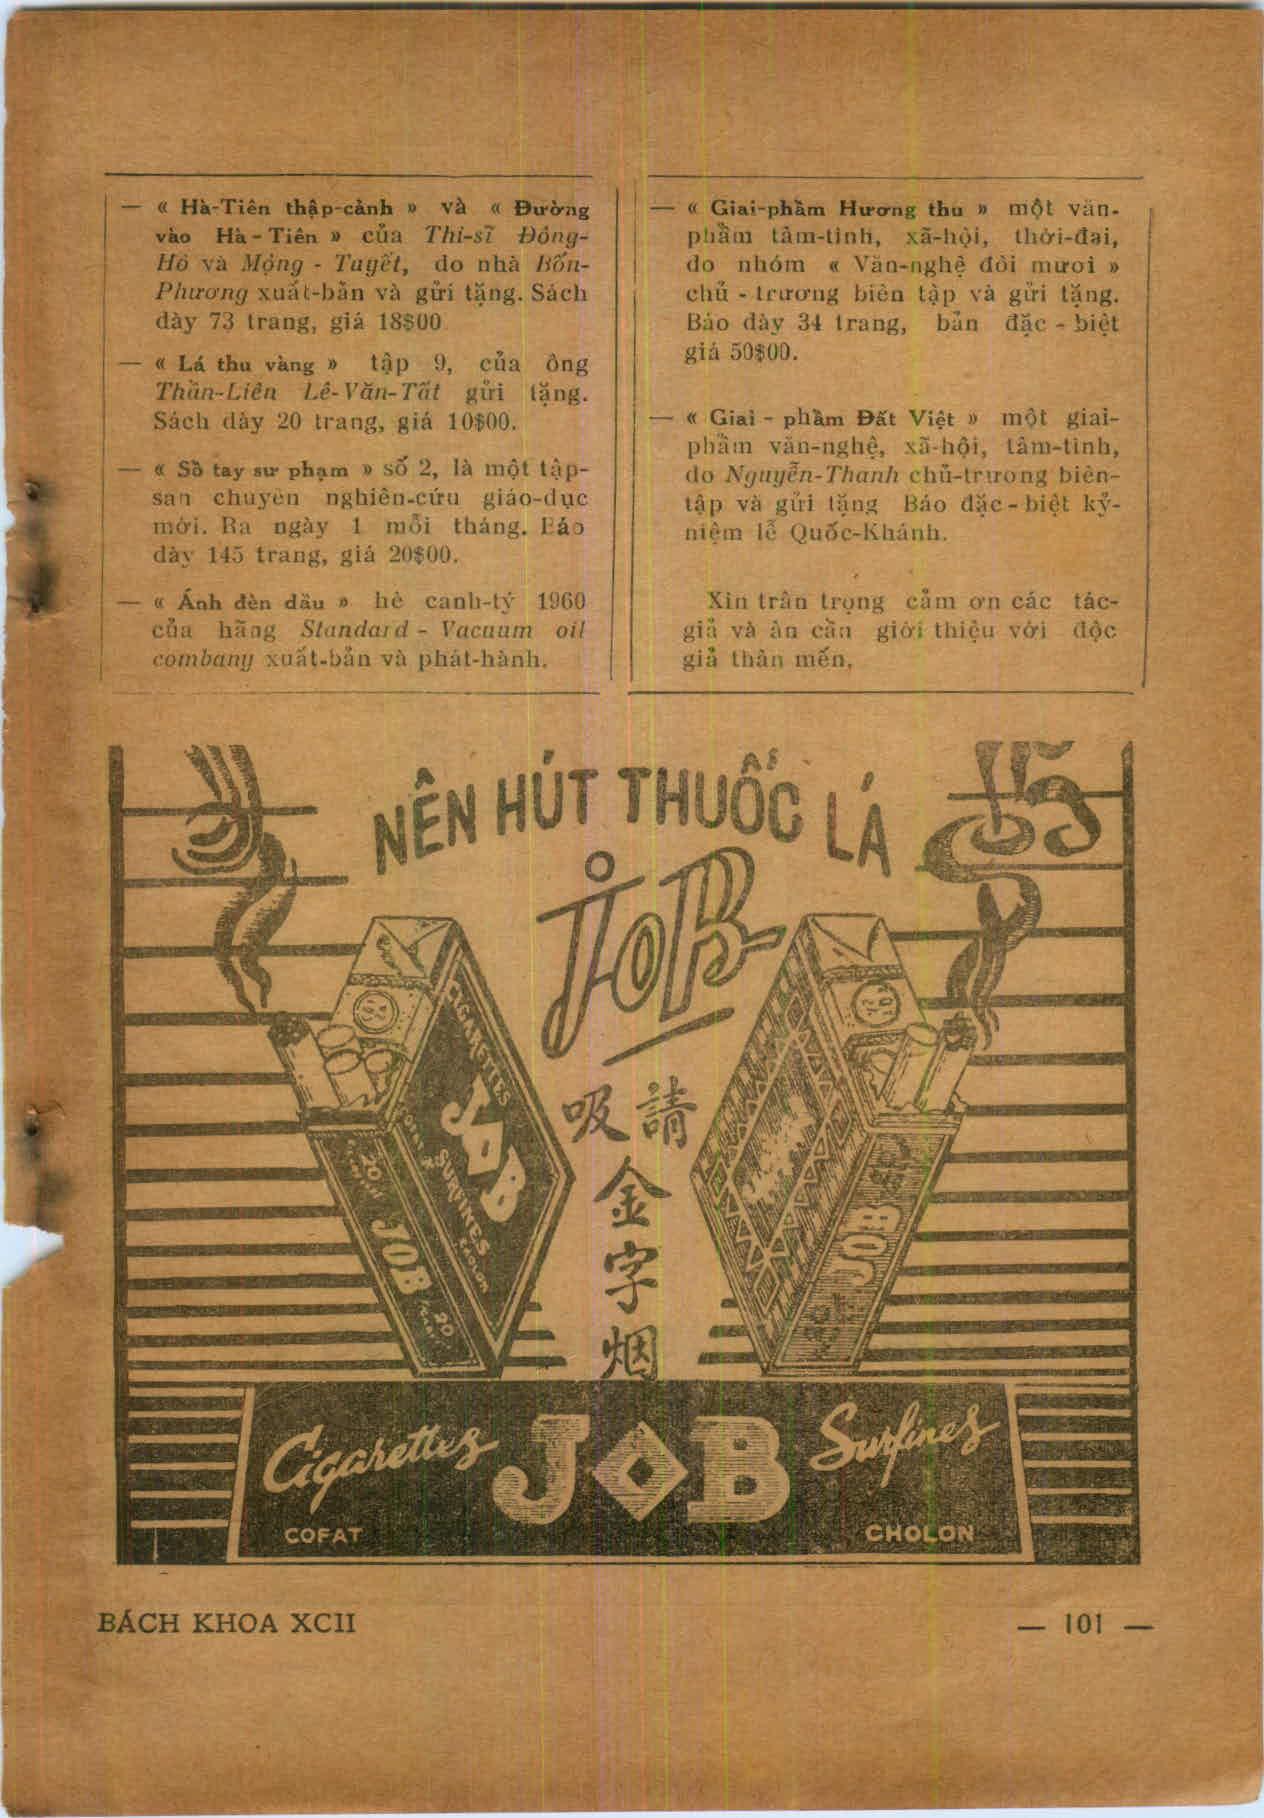 — « Hà-Tiên thập-cảnh » và « Đường
vào Hà-Tiên » của Thi-sĩ Đông-
Hồ và Mộng-Tuyết, do nhà Bốn-
Phương xuất-bản và gửi tặng. Sách
dày 73 trang, giá 18$00
— « Lá thu vàng » tập 9, của ông
Thần-Liên Lê-Văn-Tất gửi tặng.
Sách dày 20 trang, giá 10$00.
— « Sổ tay sư phạm » số 2, là một tập-
san chuyên nghiên-cứu giáo-dục
mới. Ra ngày 1 mỗi tháng. Báo
dày 145 trang, giá 20$00.
— « Ánh đèn dầu » hè canh-tý 1960
của hãng Standard-Vacuum oil
combany xuất-bản và phát-hành.
— « Giai-phẩm Hương thu » một văn-
phẩm tâm-tình, xã-hội, thời-đại,
do nhóm « Văn-nghệ đôi mươi »
chủ-trương biên tập và gửi tặng.
Báo dày 34 trang, bản đặc-biệt
giá 50$00.
— « Giai-phẩm Đất Việt » một giai-
phẩm văn-nghệ, xã-hội, tâm-tình,
do Nguyễn-Thanh chủ-trương biên-
tập và gửi tặng Báo đặc-biệt kỷ-
niệm lễ Quốc-Khánh.
Xin trân trọng cảm ơn các tác-
giả và ân cần giới thiệu với độc
giả thân mến.
NÊN HÚT THUỐC LÁ
JOB
請吸
金
字
烟
CIGARETTES
JOB
SURFINES
CHOLON
20
JOB
20
JOB
Cigarettes JOB Surfines
COFAT CHOLON
BÁCH KHOA XCII — 101 —